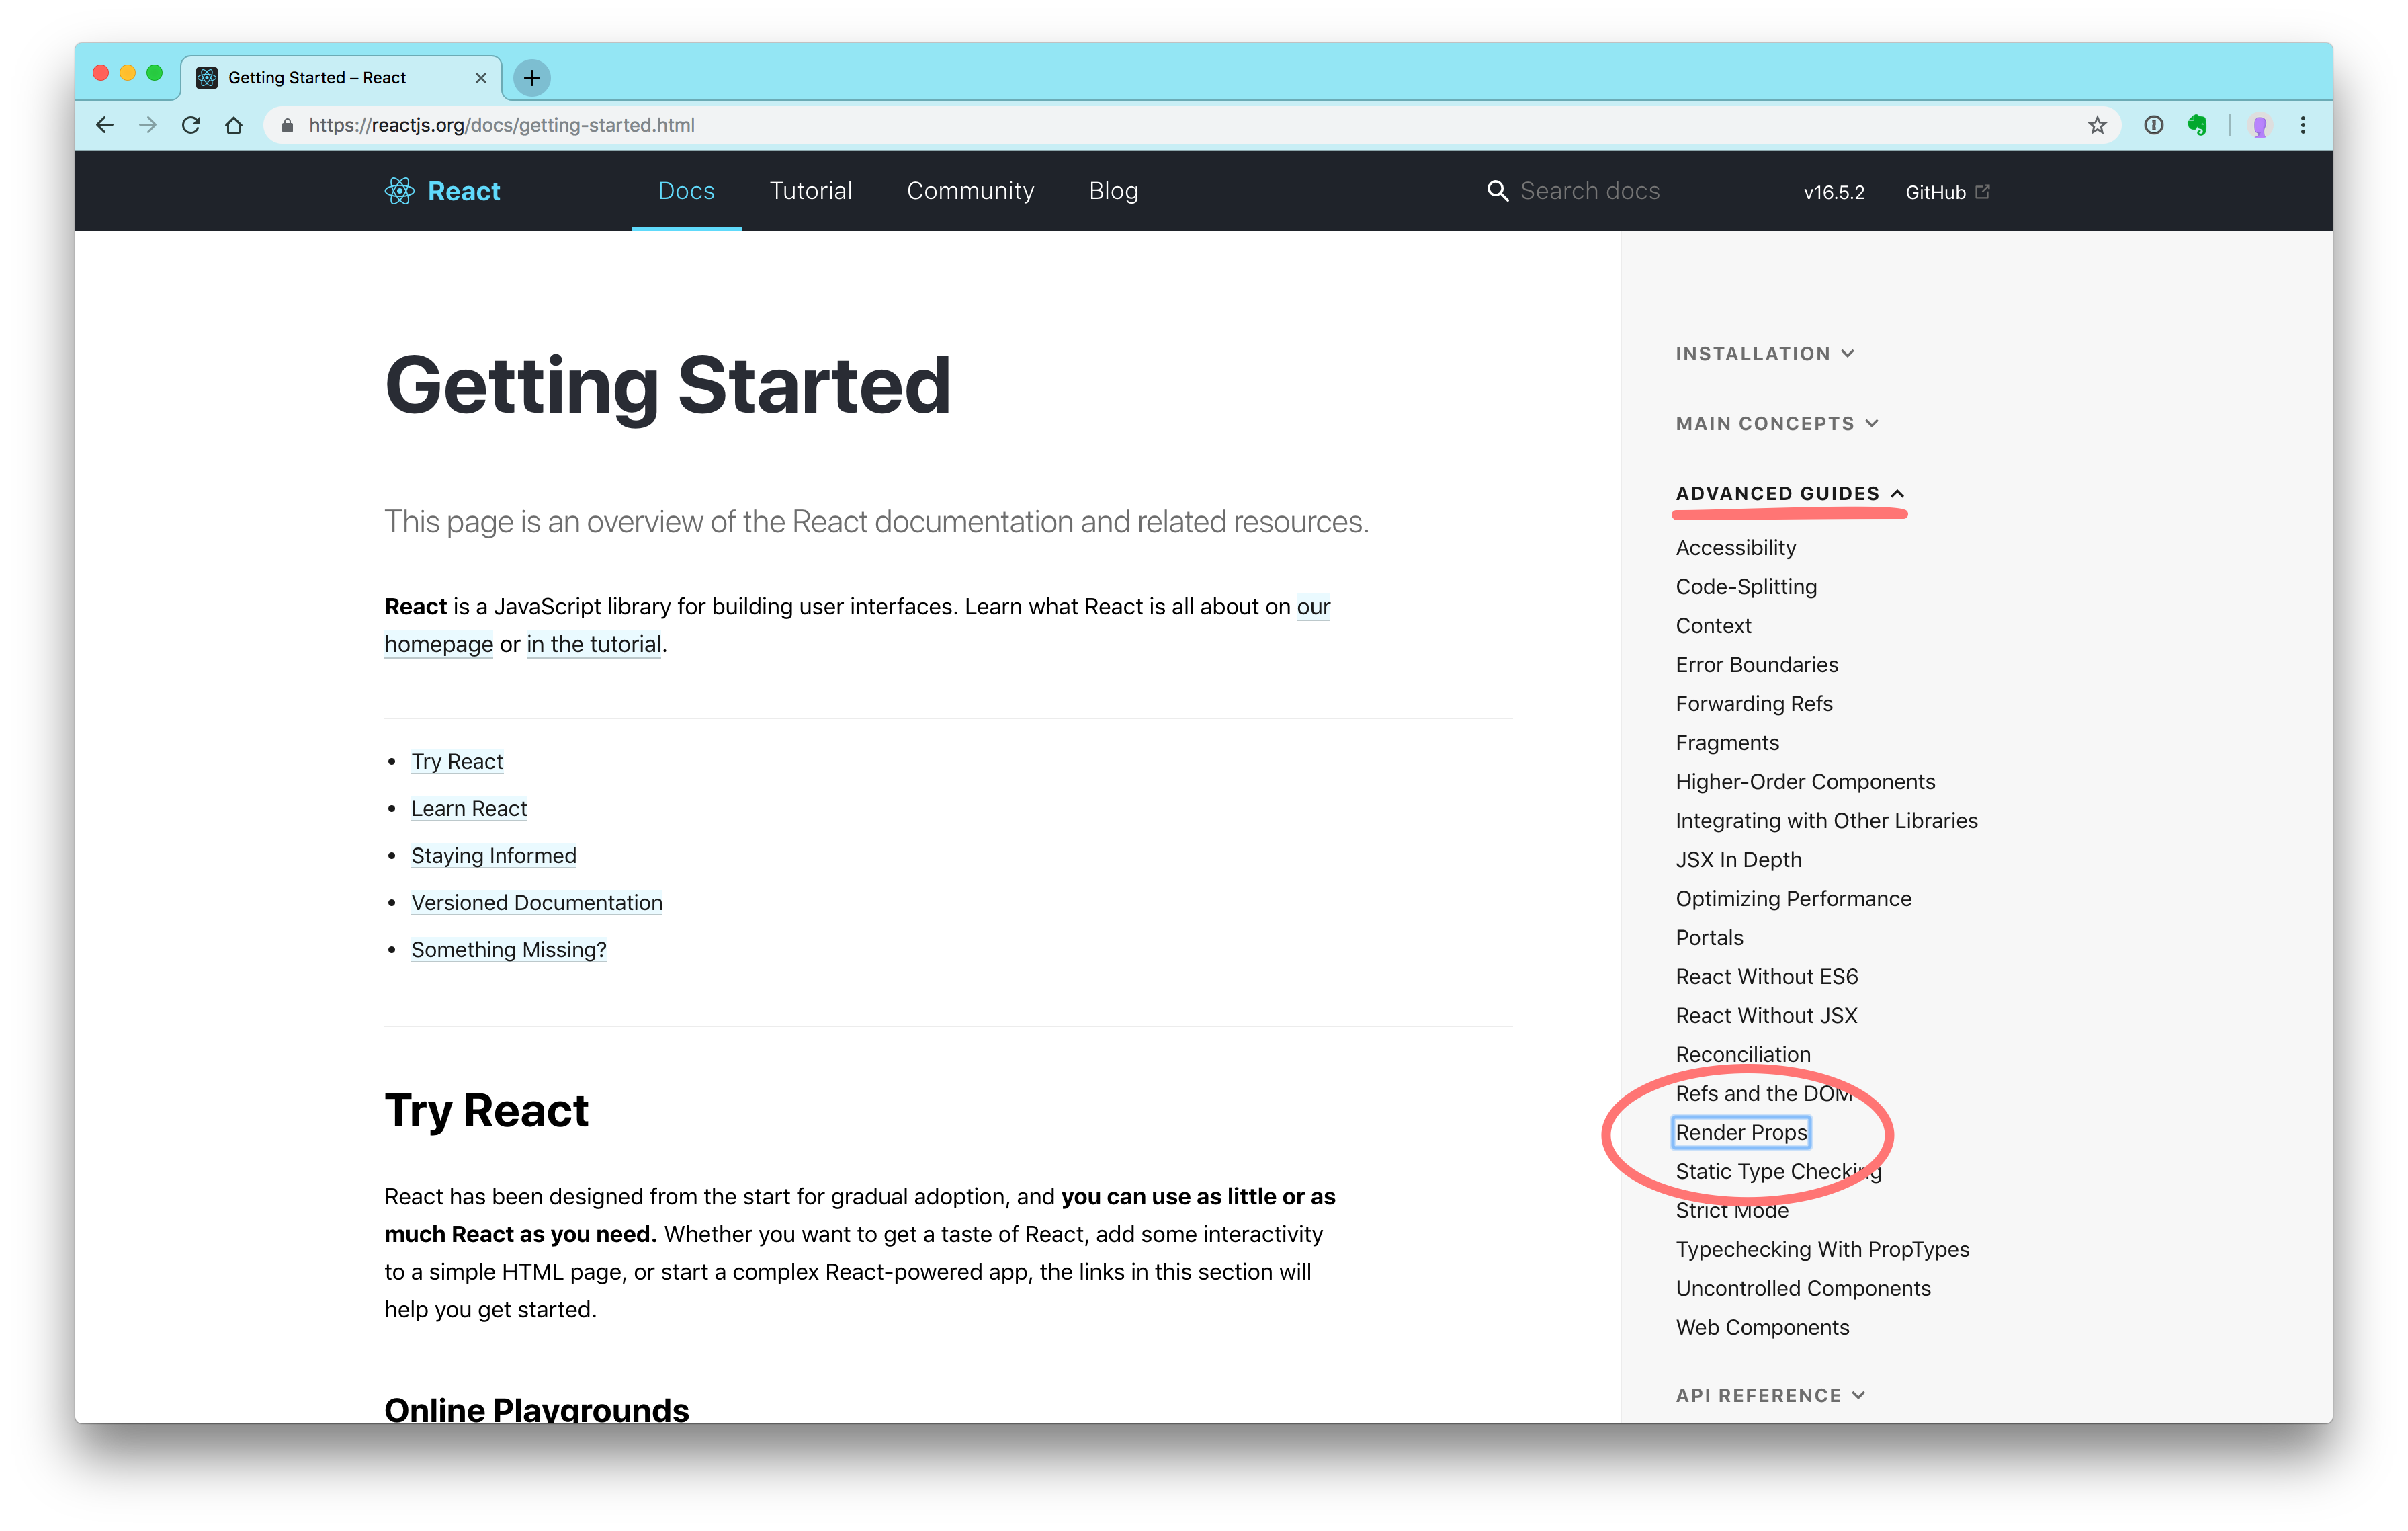 Getting Started – React
https://reactjs.org/docs/getting-started.html
React
Docs
Tutorial
Community
Blog
Search docs
v16.5.2
GitHub
Getting Started
This page is an overview of the React documentation and related resources.
React is a JavaScript library for building user interfaces. Learn what React is all about on our
homepage or in the tutorial.
Try React
Learn React
Staying Informed
Versioned Documentation
Something Missing?
Try React
React has been designed from the start for gradual adoption, and you can use as little or as
much React as you need. Whether you want to get a taste of React, add some interactivity
to a simple HTML page, or start a complex React-powered app, the links in this section will
help you get started.
Online Playgrounds
INSTALLATION
MAIN CONCEPTS
ADVANCED GUIDES
Accessibility
Code-Splitting
Context
Error Boundaries
Forwarding Refs
Fragments
Higher-Order Components
Integrating with Other Libraries
JSX In Depth
Optimizing Performance
Portals
React Without ES6
React Without JSX
Reconciliation
Refs and the DOM
Render Props
Static Type Checking
Strict Mode
Typechecking With PropTypes
Uncontrolled Components
Web Components
API REFERENCE